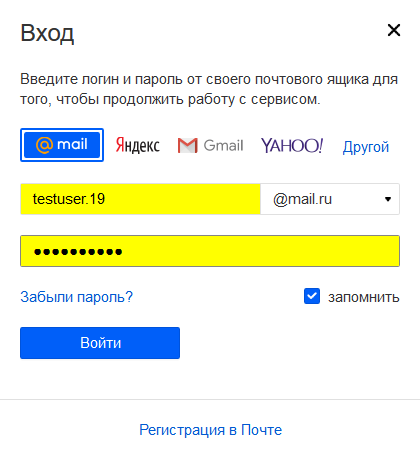 Вход
Введите логин и пароль от своего почтового ящика для
того, чтобы продолжить работу с сервисом.
@mail Яндекс Gmail YAHOO! Другой
testuser.19 @mail.ru
••••••••••
Забыли пароль? запомнить
Войти
Регистрация в Почте